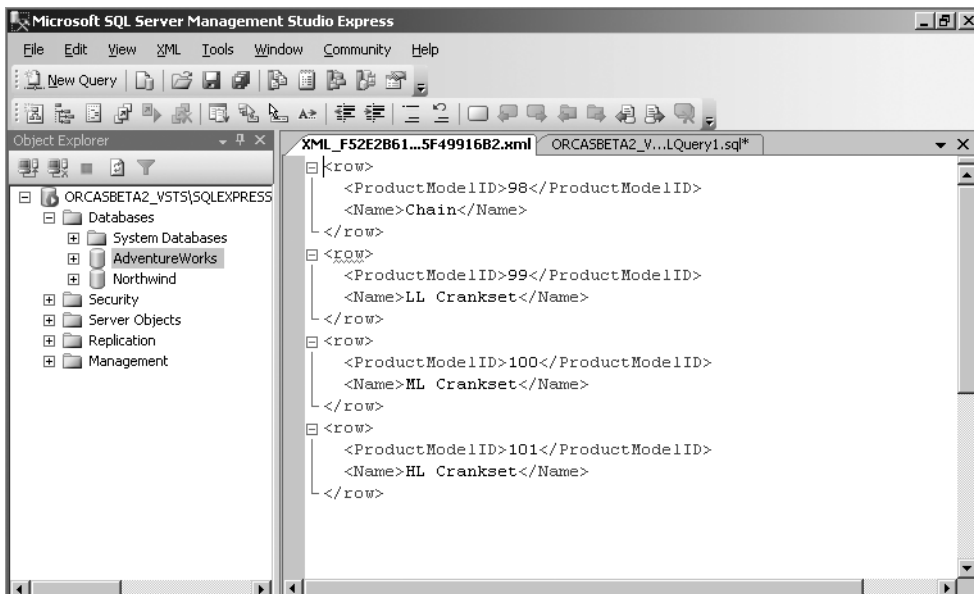 Microsoft SQL Server Management Studio Express
File Edit View XML Tools Window Community Help
New Query
Object Explorer
XML_F52E2B61...5F49916B2.xml ORCASBETA2_V...LQuery1.sql*
ORCASBETA2_VSTS\SQLEXPRESS
Databases
System Databases
AdventureWorks
Northwind
Security
Server Objects
Replication
Management
<row>
<ProductModelID>98</ProductModelID>
<Name>Chain</Name>
</row>
<row>
<ProductModelID>99</ProductModelID>
<Name>LL Crankset</Name>
</row>
<row>
<ProductModelID>100</ProductModelID>
<Name>ML Crankset</Name>
</row>
<row>
<ProductModelID>101</ProductModelID>
<Name>HL Crankset</Name>
</row>